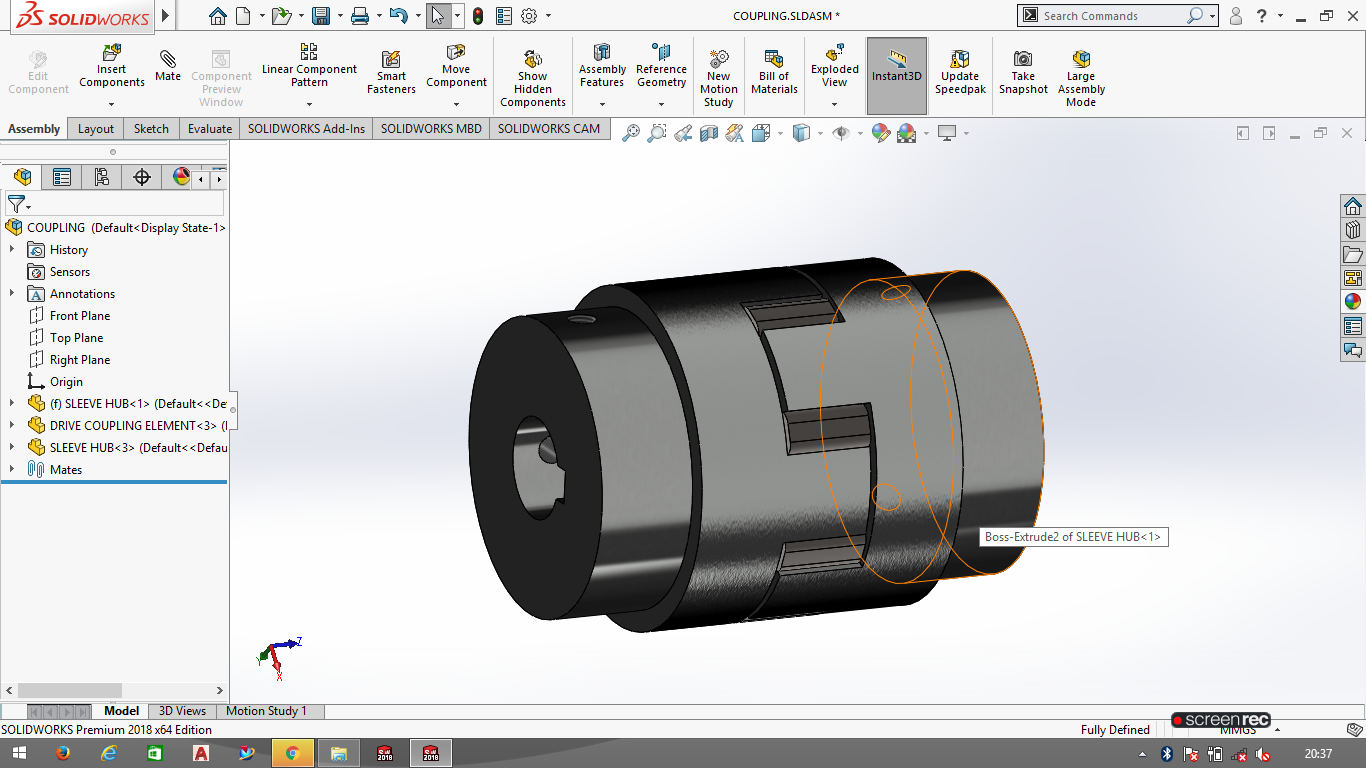 SOLIDWORKS
COUPLING.SLDASM *
Search Commands
Edit Component
Insert Components
Mate
Component Preview Window
Linear Component Pattern
Smart Fasteners
Move Component
Show Hidden Components
Assembly Features
Reference Geometry
New Motion Study
Bill of Materials
Exploded View
Instant3D
Update Speedpak
Take Snapshot
Large Assembly Mode
Assembly
Layout
Sketch
Evaluate
SOLIDWORKS Add-Ins
SOLIDWORKS MBD
SOLIDWORKS CAM
COUPLING (Default<Display State-1>
History
Sensors
Annotations
Front Plane
Top Plane
Right Plane
Origin
(f) SLEEVE HUB<1> (Default<<De
DRIVE COUPLING ELEMENT<3> (
SLEEVE HUB<3> (Default<<Defau
Mates
Boss-Extrude2 of SLEEVE HUB<1>
Z
Y
X
Model
3D Views
Motion Study 1
SOLIDWORKS Premium 2018 x64 Edition
Fully Defined
screenrec
MMGS
SW 2018
SW 2018
20:37